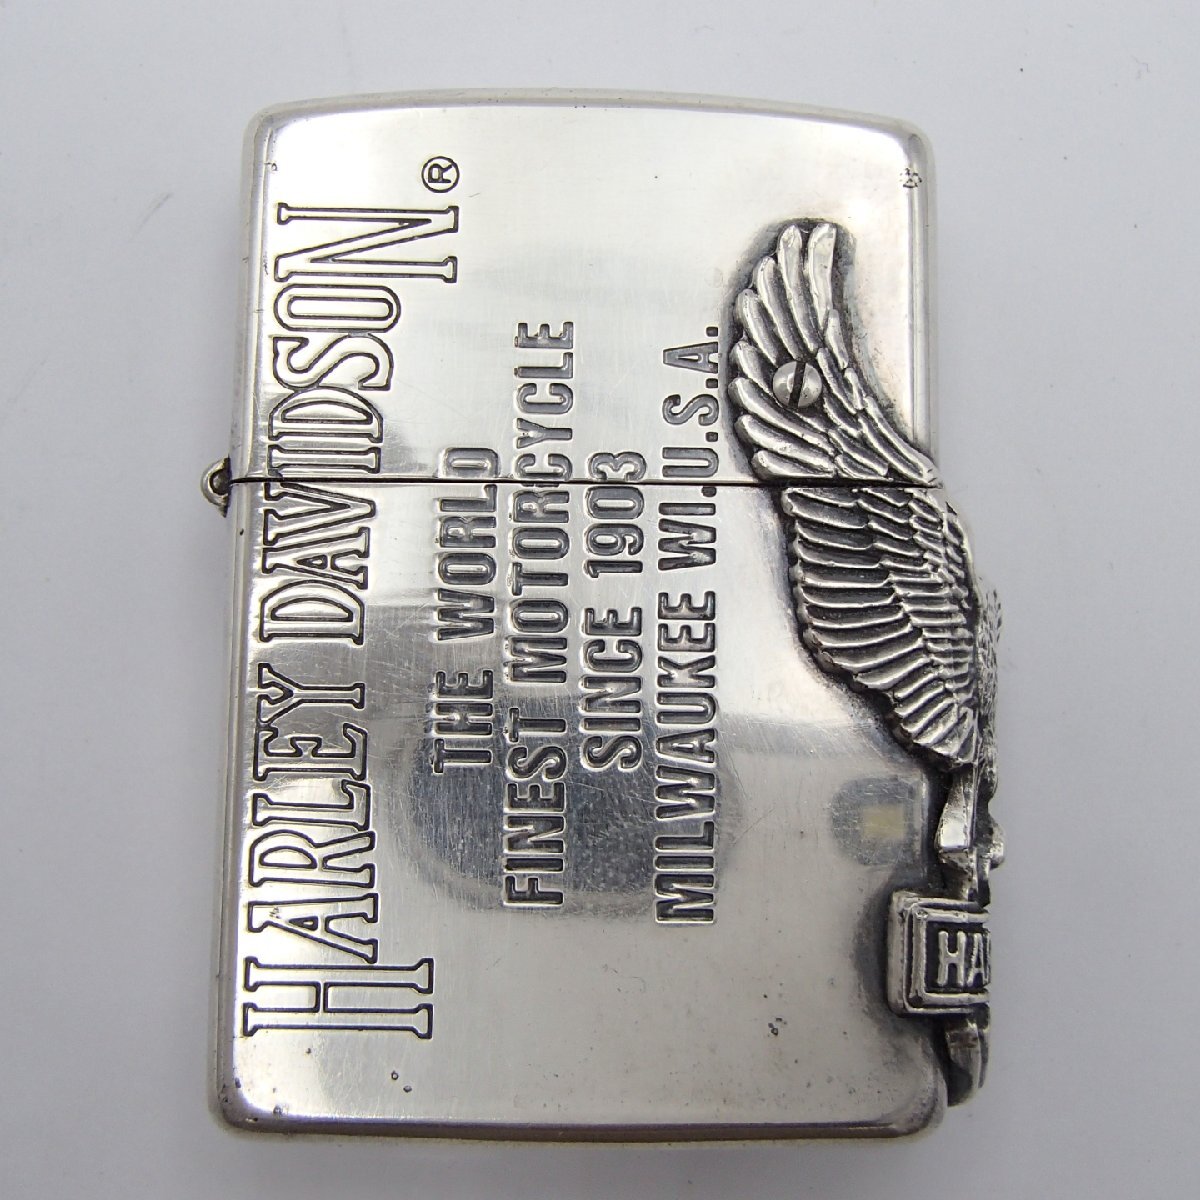 HARLEY DAVIDSON®
THE WORLD
FINEST MOTORCYCLE
SINCE 1903
MILWAUKEE WI.U.S.A.
HA